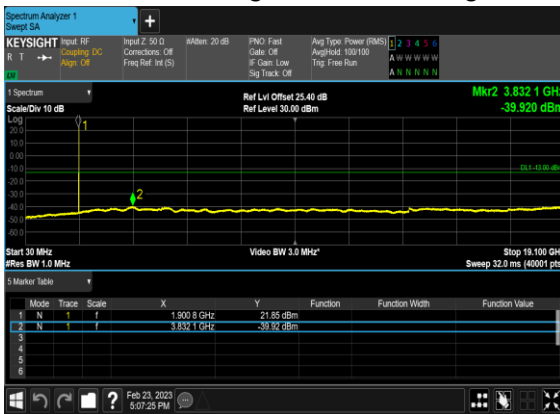 Spectrum Analyzer 1
Swept SA
KEYSIGHT Input: RF Input Z: 50 Ω #Atten: 20 dB PNO: Fast Avg Type: Power (RMS) 1 2 3 4 5 6
R T Coupling: DC Corrections: Off Gate: Off Avg|Hold: 100/100 A W W W W W
Align: Off Freq Ref: Int (S) IF Gain: Low Trig: Free Run
Sig Track: Off A N N N N N
1 Spectrum
Ref Lvl Offset 25.40 dB Mkr2 3.832 1 GHz
Scale/Div 10 dB Ref Level 30.00 dBm -39.920 dBm
Log
20.0
1
10.0
0.00
-10.0
DL1 -13.00 dBm
-20.0
-30.0
2
-40.0
-50.0
-60.0
Start 30 MHz Video BW 3.0 MHz* Stop 19.100 GH
#Res BW 1.0 MHz Sweep 32.0 ms (40001 pts
5 Marker Table
Mode Trace Scale X Y Function Function Width Function Value
1 N 1 f 1.900 8 GHz 21.85 dBm
2 N 1 f 3.832 1 GHz -39.92 dBm
3
4
5
6
Feb 23, 2023
5:07:25 PM